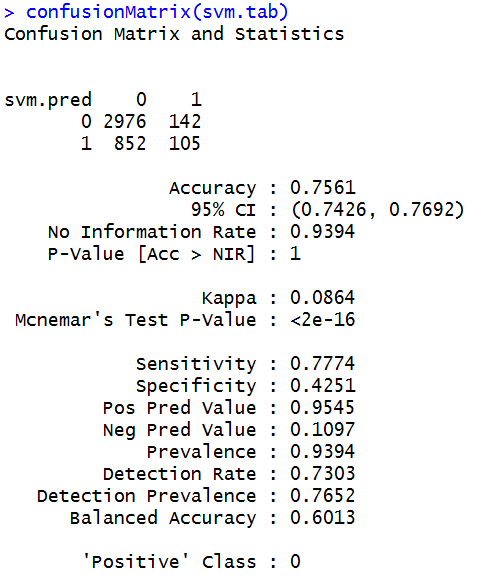 > confusionMatrix(svm.tab)
Confusion Matrix and Statistics
svm.pred 0 1
0 2976 142
1 852 105
Accuracy : 0.7561
95% CI : (0.7426, 0.7692)
No Information Rate : 0.9394
P-Value [Acc > NIR] : 1
Kappa : 0.0864
Mcnemar's Test P-Value : <2e-16
Sensitivity : 0.7774
Specificity : 0.4251
Pos Pred Value : 0.9545
Neg Pred Value : 0.1097
Prevalence : 0.9394
Detection Rate : 0.7303
Detection Prevalence : 0.7652
Balanced Accuracy : 0.6013
'Positive' Class : 0